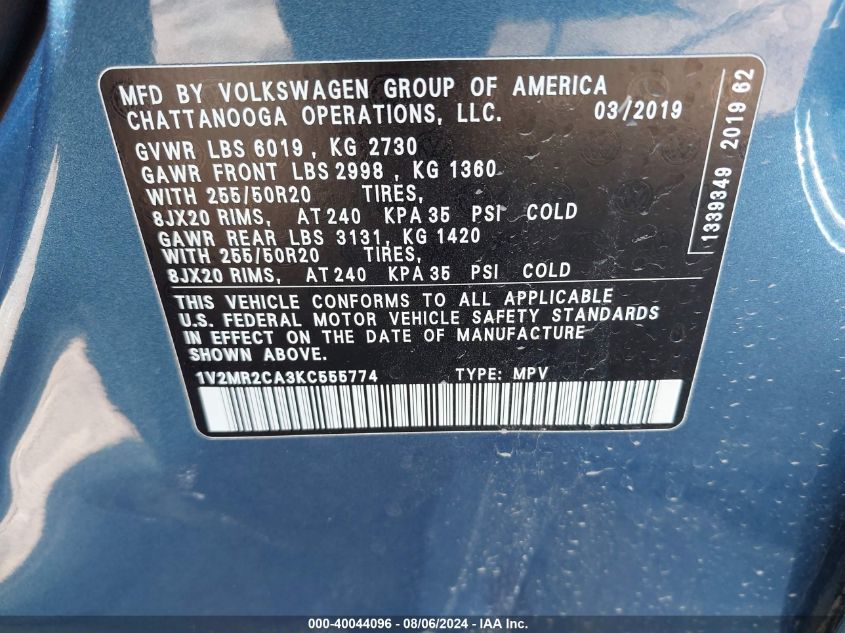 MFD BY VOLKSWAGEN GROUP OF AMERICA
CHATTANOOGA OPERATIONS, LLC. 03/2019
GVWR LBS 6019, KG 2730
GAWR FRONT LBS 2998, KG 1360
WITH 255/50R20 TIRES,
8JX20 RIMS, AT 240 KPA 35 PSI COLD
GAWR REAR LBS 3131, KG 1420
WITH 255/50R20 TIRES,
8JX20 RIMS, AT 240 KPA 35 PSI COLD
THIS VEHICLE CONFORMS TO ALL APPLICABLE
U.S. FEDERAL MOTOR VEHICLE SAFETY STANDARDS
IN EFFECT ON THE DATE OF MANUFACTURE
SHOWN ABOVE.
1V2MR2CA3KC555774 TYPE: MPV
1339349 2019 62
000-40044096 - 08/06/2024 - IAA Inc.